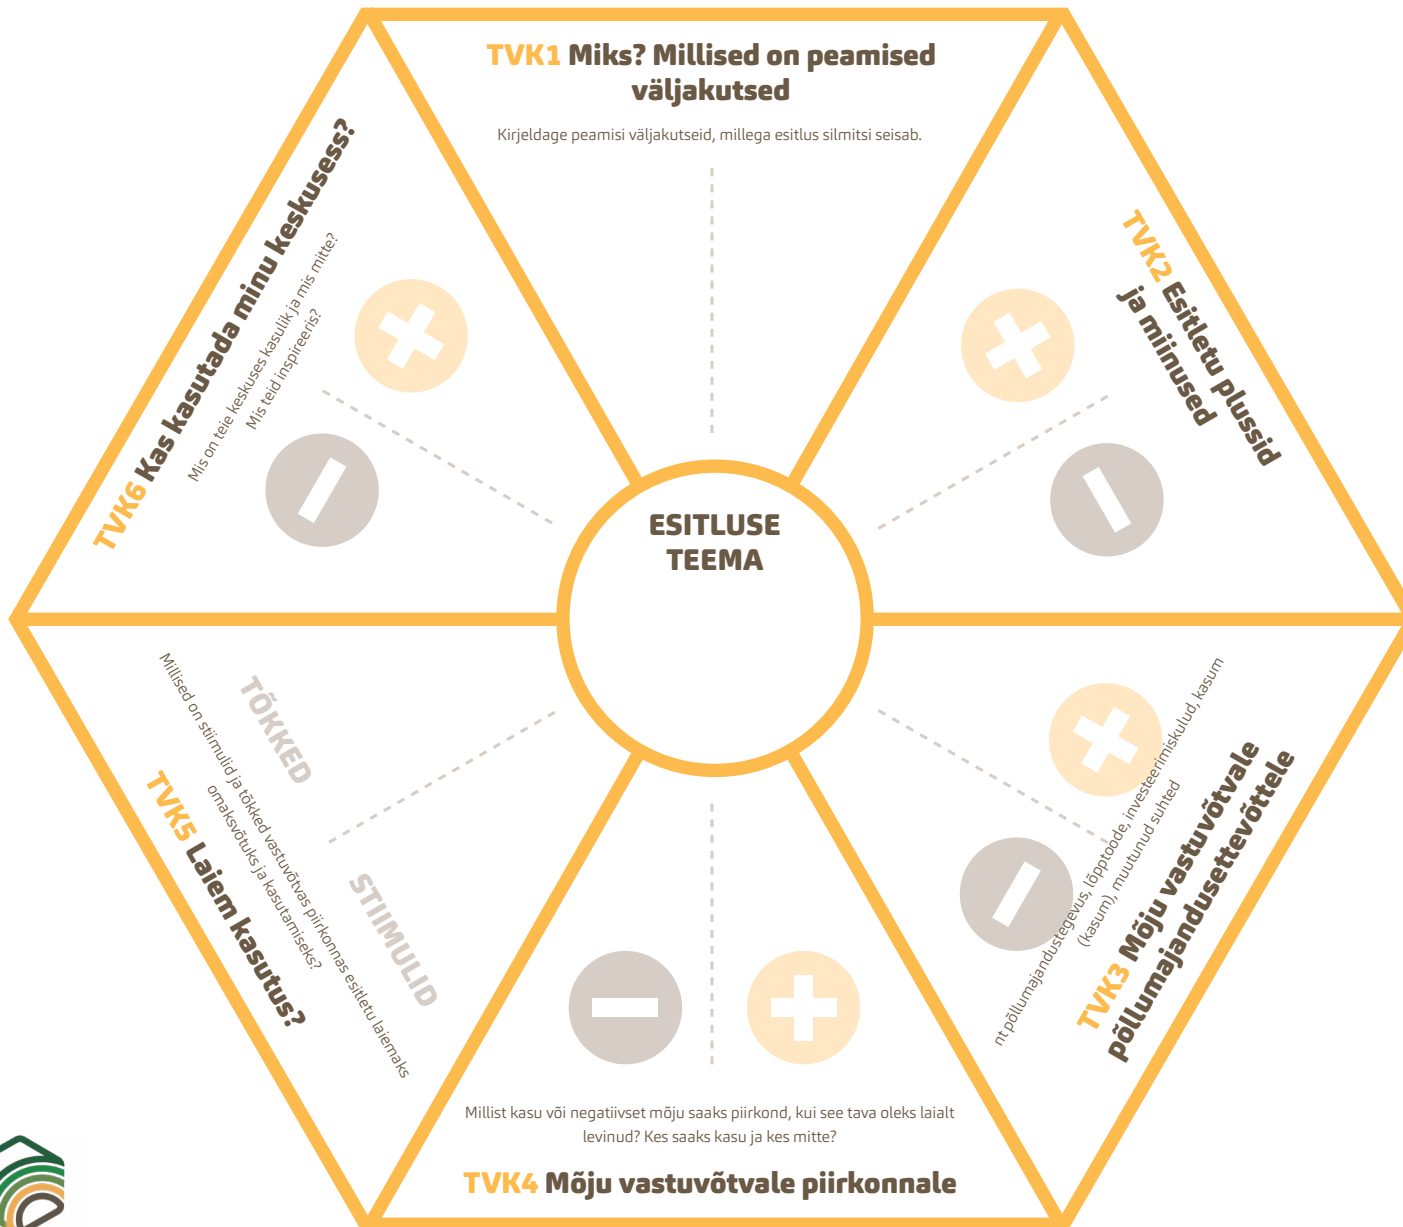 TVK1 Miks? Millised on peamised
väljakutsed
Kirjeldage peamisi väljakutseid, millega esitlus silmitsi seisab.
TVK2 Esitletu plussid
ja miinused
TVK6 Kas kasutada minu keskusess?
Mis on teie keskuses kasulik ja mis mitte?
Mis teid inspireeris?
ESITLUSE
TEEMA
nt põllumajandustegevus, lõpptoode, investeerimiskulud, kasum
(kasum), muutunud suhted
TVK3 Mõju vastuvõtvale
põllumajandusettevõttele
TÕKKED
STIIMULID
Millised on stiimulid ja tõkked vastuvõtvas piirkonnas esitletu laiemaks
omaksvõtuks ja kasutamiseks?
TVK5 Laiem kasutus?
Millist kasu või negatiivset mõju saaks piirkond, kui see tava oleks laialt
levinud? Kes saaks kasu ja kes mitte?
TVK4 Mõju vastuvõtvale piirkonnale